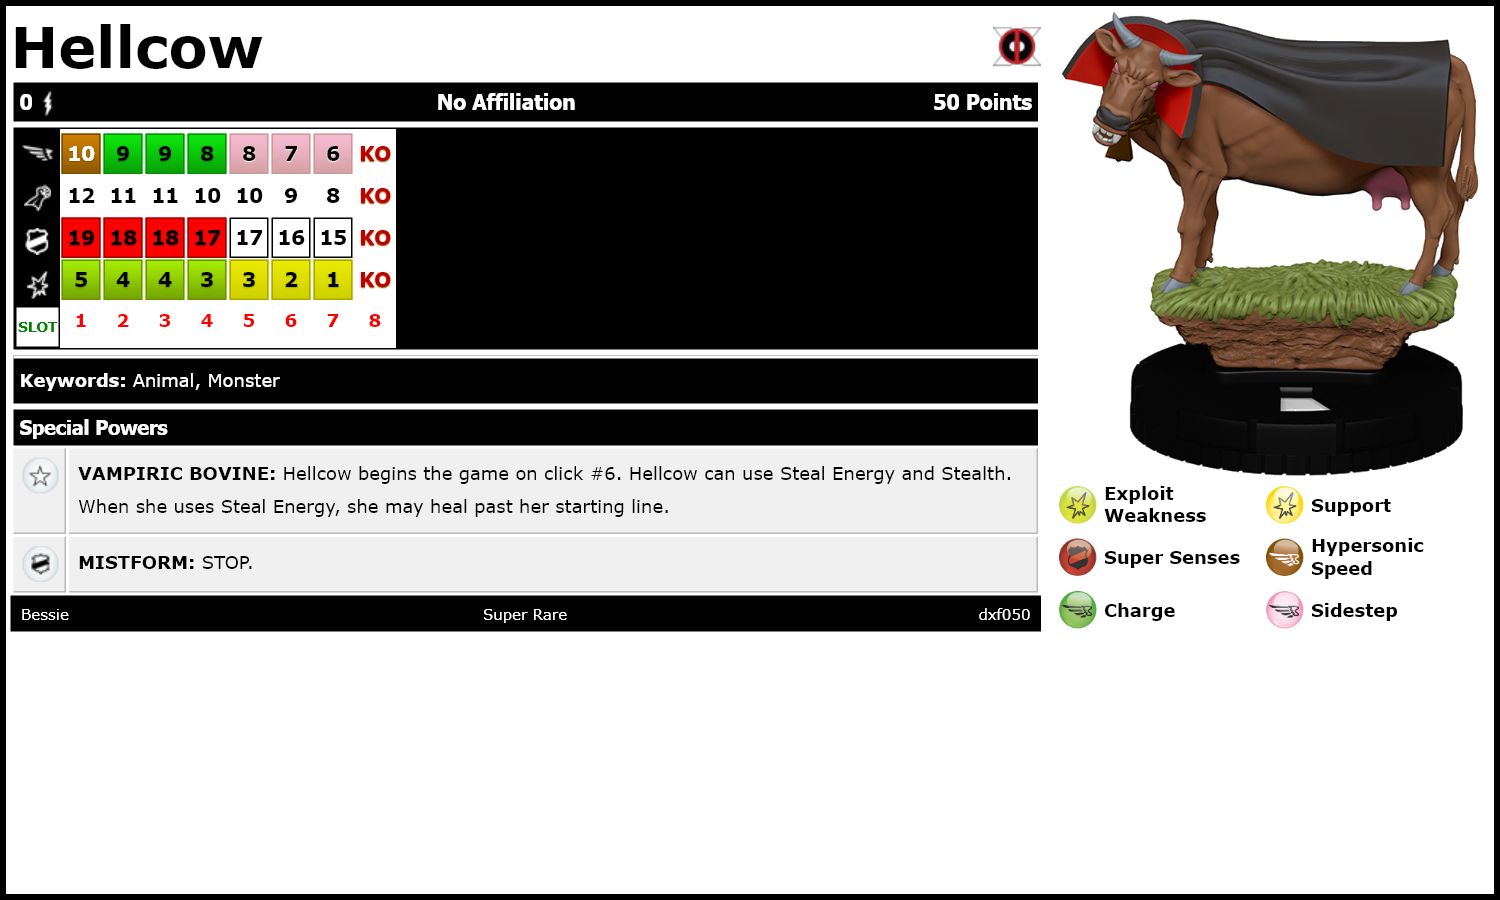 Hellcow
0 No Affiliation 50 Points
10 9 9 8 8 7 6 KO
12 11 11 10 10 9 8 KO
19 18 18 17 17 16 15 KO
5 4 4 3 3 2 1 KO
SLOT 1 2 3 4 5 6 7 8
Keywords: Animal, Monster
Special Powers
VAMPIRIC BOVINE: Hellcow begins the game on click #6. Hellcow can use Steal Energy and Stealth.
When she uses Steal Energy, she may heal past her starting line.
MISTFORM: STOP.
Bessie Super Rare dxf050
Exploit
Weakness
Support
Super Senses
Hypersonic
Speed
Charge
Sidestep